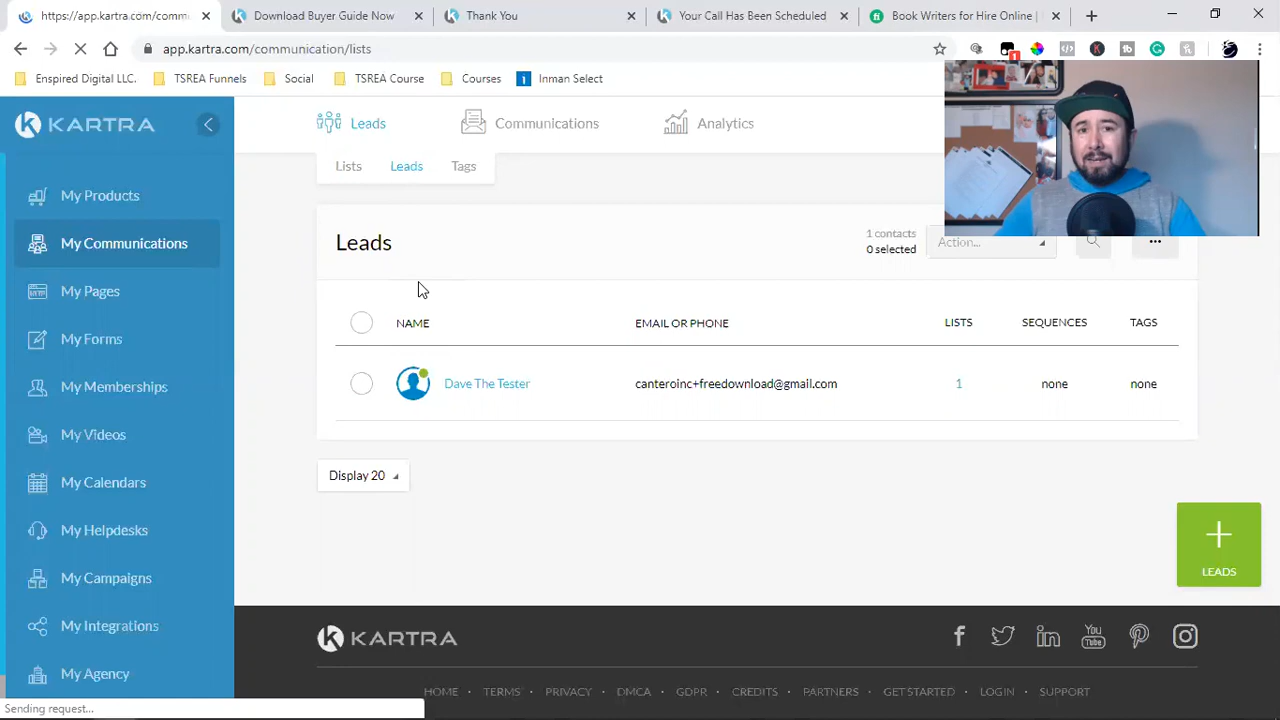 https://app.kartra.com/comm
Download Buyer Guide Now
Thank You
Your Call Has Been Scheduled
Book Writers for Hire Online |
app.kartra.com/communication/lists
1
Enspired Digital LLC.
TSREA Funnels
Social
TSREA Course
Courses
Inman Select
KARTRA
Leads
Communications
Analytics
Lists
Leads
Tags
My Products
My Communications
My Pages
My Forms
My Memberships
My Videos
My Calendars
My Helpdesks
My Campaigns
My Integrations
My Agency
Leads
1 contacts
0 selected
Action...
NAME
EMAIL OR PHONE
LISTS
SEQUENCES
TAGS
Dave The Tester
canteroinc+freedownload@gmail.com
1
none
none
Display 20
LEADS
KARTRA
You
Tube
HOME · TERMS · PRIVACY · DMCA · GDPR · CREDITS · PARTNERS · GET STARTED · LOGIN · SUPPORT
Sending request...